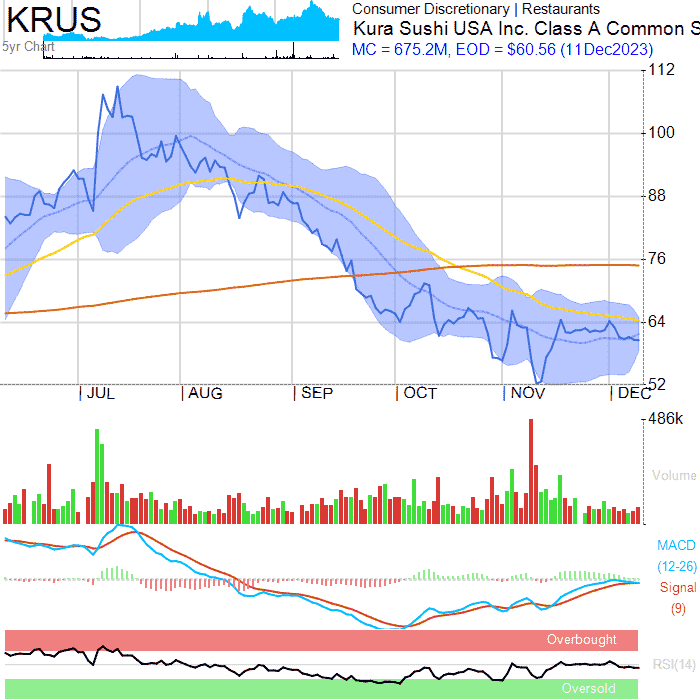 KRUS
5yr Chart
Consumer Discretionary | Restaurants
Kura Sushi USA Inc. Class A Common S
MC = 675.2M, EOD = $60.56 (11Dec2023)
112
100
88
76
64
52
JUL AUG SEP OCT NOV DEC
486k
Volume
MACD
(12-26)
Signal
(9)
Overbought
RSI(14)
Oversold